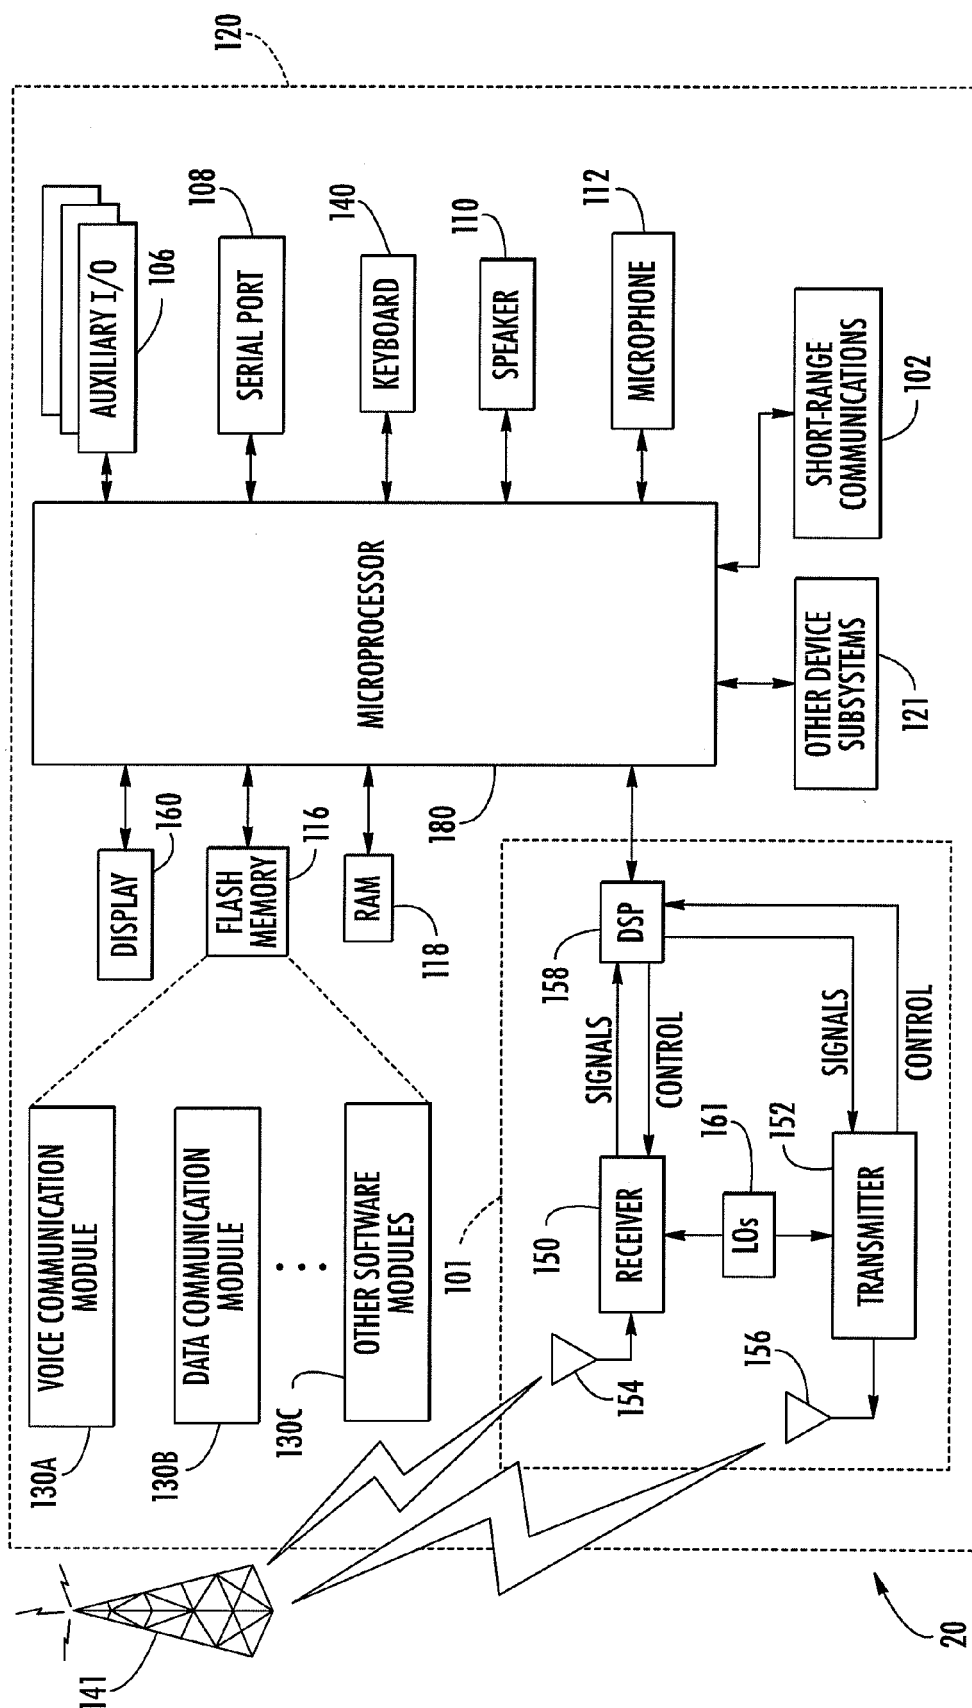 120
AUXILIARY I/O
106
SERIAL PORT
108
KEYBOARD
140
SPEAKER
110
MICROPHONE
112
SHORT-RANGE
COMMUNICATIONS
102
MICROPROCESSOR
180
OTHER DEVICE
SUBSYSTEMS
121
DISPLAY
160
FLASH
MEMORY
116
RAM
118
VOICE COMMUNICATION
MODULE
130A
DATA COMMUNICATION
MODULE
130B
OTHER SOFTWARE
MODULES
130C
101
DSP
158
SIGNALS
CONTROL
SIGNALS
CONTROL
RECEIVER
150
LOs
161
TRANSMITTER
152
154
156
141
20